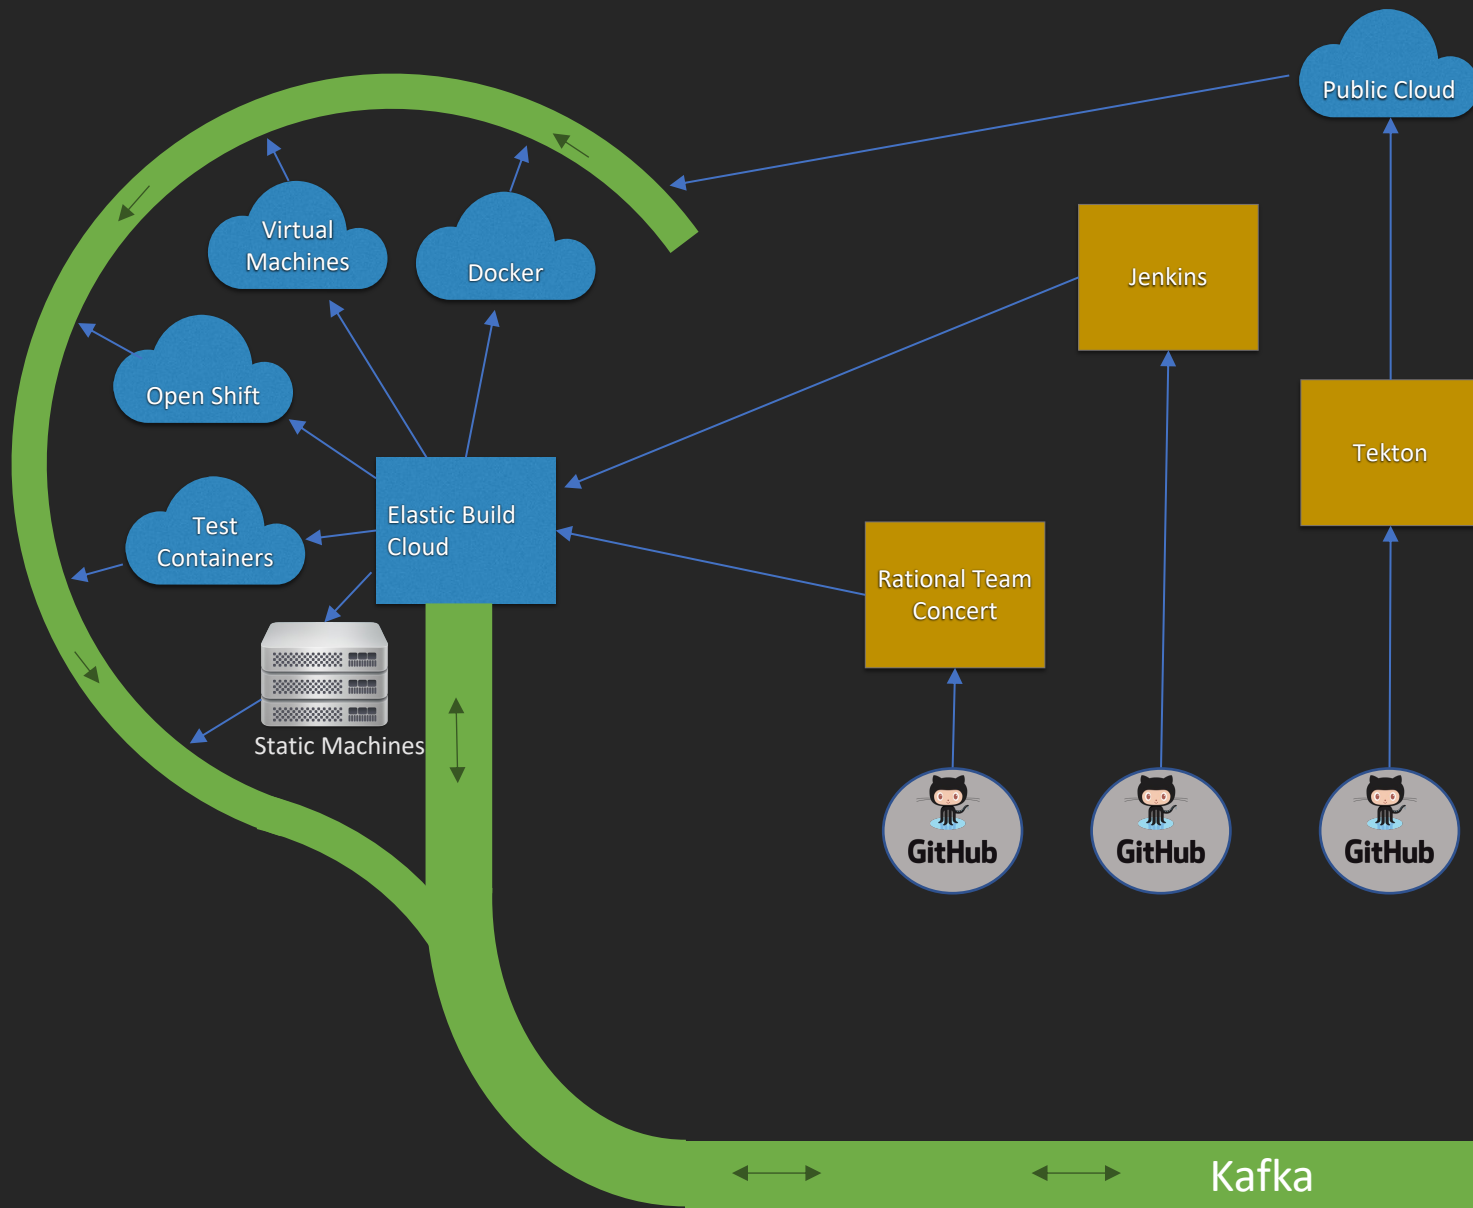 Public Cloud
Virtual
Machines
Docker
Jenkins
Open Shift
Tekton
Elastic Build
Cloud
Test
Containers
Rational Team
Concert
Static Machines
GitHub
GitHub
GitHub
Kafka